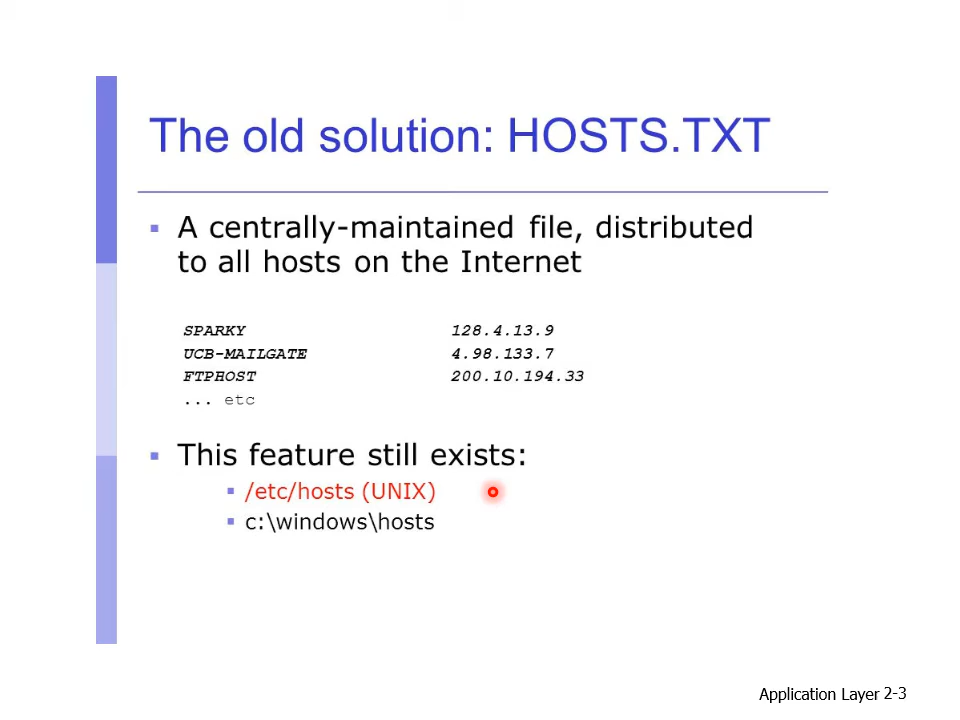 The old solution: HOSTS.TXT
A centrally-maintained file, distributed
to all hosts on the Internet
SPARKY 128.4.13.9
UCB-MAILGATE 4.98.133.7
FTPHOST 200.10.194.33
... etc
This feature still exists:
/etc/hosts (UNIX)
c:\windows\hosts
Application Layer 2-3